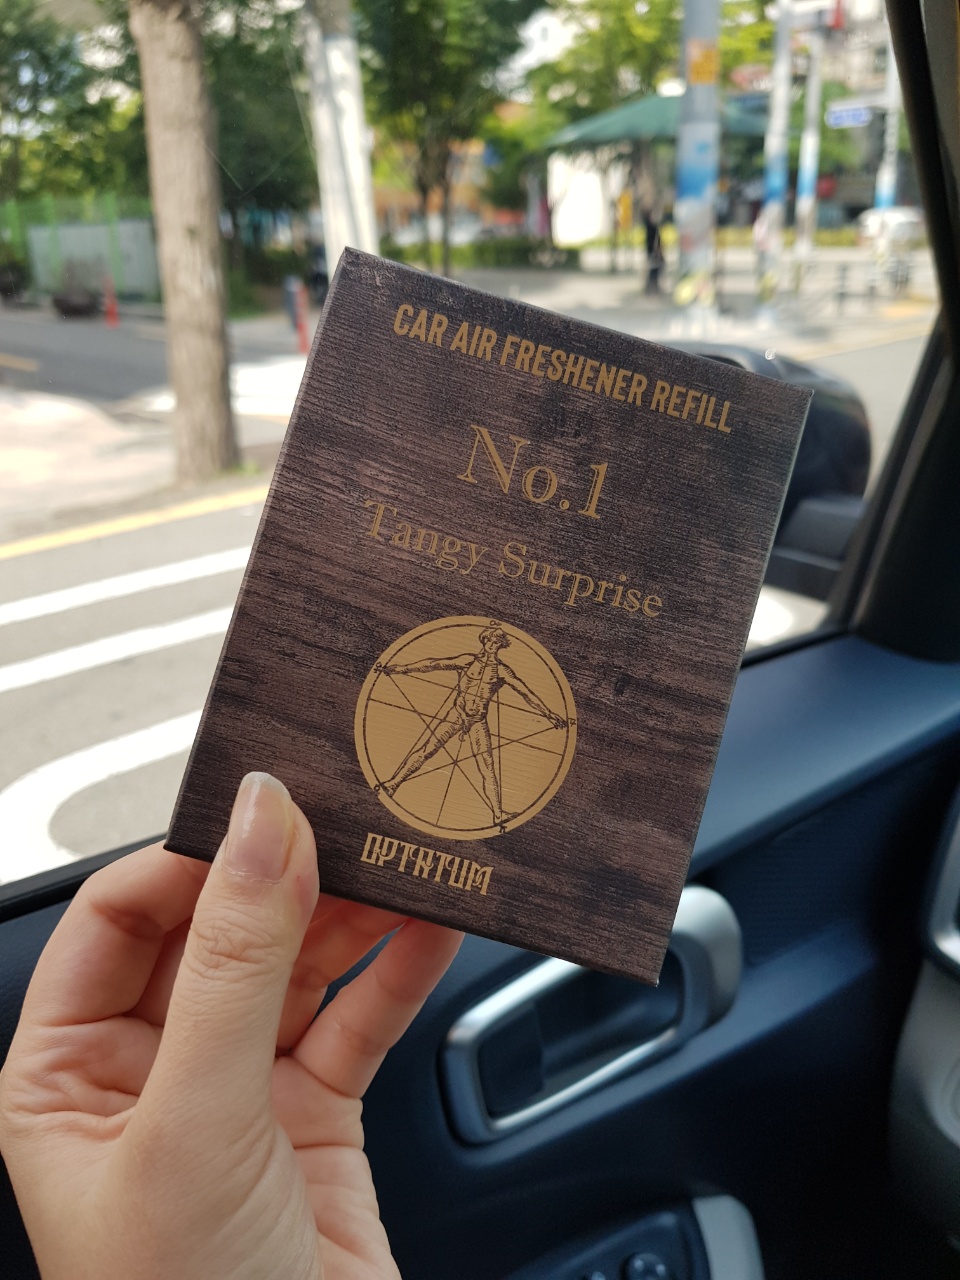 CAR AIR FRESHENER REFILL
No.1
Tangy Surprise
OPTATUM